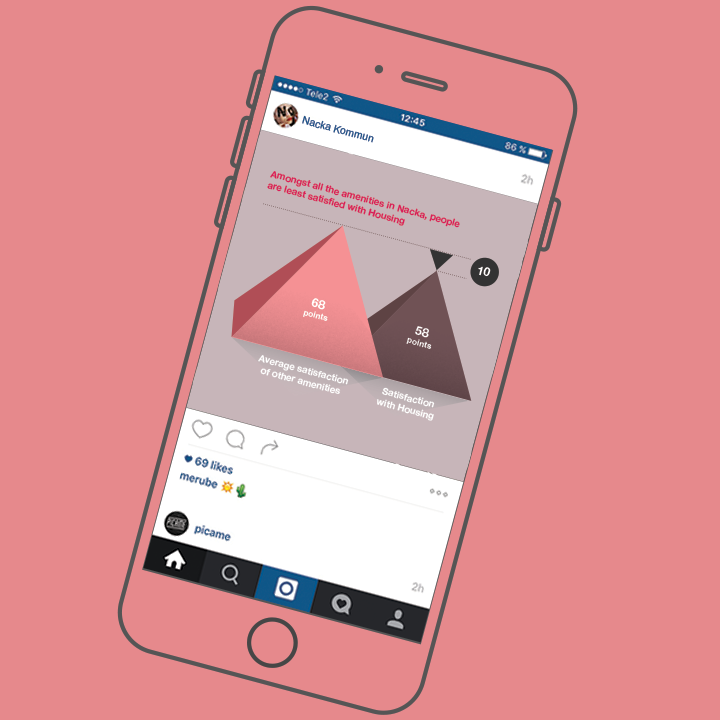 Tele2
12:45
86 %
Nacka Kommun
2h
Amongst all the amenities in Nacka, people
are least satisfied with Housing
10
68
points
58
points
Average satisfaction
of other amenities
Satisfaction
with Housing
69 likes
merube ☀️🌵
picame
2h